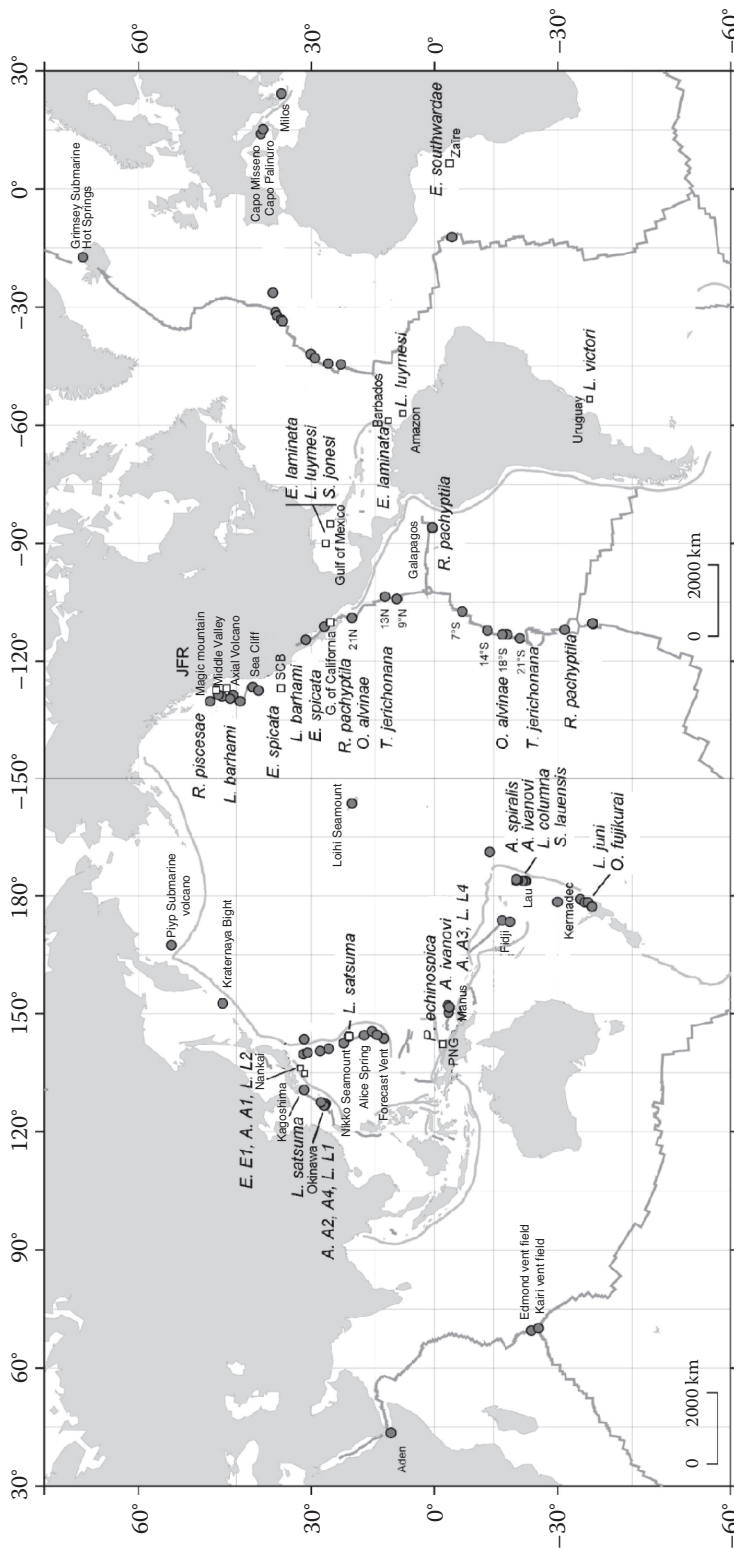 30°
60°
90°
120°
150°
180°
−150°
−120°
−90°
−60°
−30°
0°
30°
60°
30°
0
−30°
−60°
60°
30°
0°
−30°
−60°
Piyp Submarine
volcano
Kraternaya Bight
E. E1, A. A1, L. L2
Nankai
Kagoshima
L. satsuma
Okinawa
A. A2, A4, L. L1
Nikko Seamount
L. satsuma
Alice Spring
Forecast Vent
P. echinospica
A. ivanovi
A. A3, L. L4
PNG
Manus
Fidji
Lau
A. spiralis
A. ivanovi
L. columna
S. lauensis
Kermadec
L. juni
O. fujikurai
Loihi Seamount
Aden
Edmond vent field
Kairi vent field
0 2000 km
JFR
Magic mountain
Middle Valley
Axial Volcano
Sea Cliff
R. piscesae
L. barhami
SCB
E. spicata
L. barhami
E. spicata
G. of California
R. pachyptila
21N
O. alvinae
13N
T. jerichonana
9°N
Galapagos
R. pachyptila
7°S
14°S
18°S
21°S
O. alvinae
T. jerichonana
R. pachyptila
0 2000 km
E. laminata
L. luymesi
S. jonesi
Gulf of Mexico
Barbados
E. laminata
L. luymesi
Amazon
Uruguay
L. victori
Grimsey Submarine
Hot Springs
Capo Misseno
Capo Palinuro
Milos
E. southwardae
Zaïre